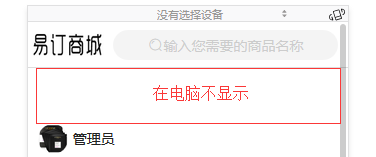 没有选择设备
易订商城 输入您需要的商品名称
在电脑不显示
管理员